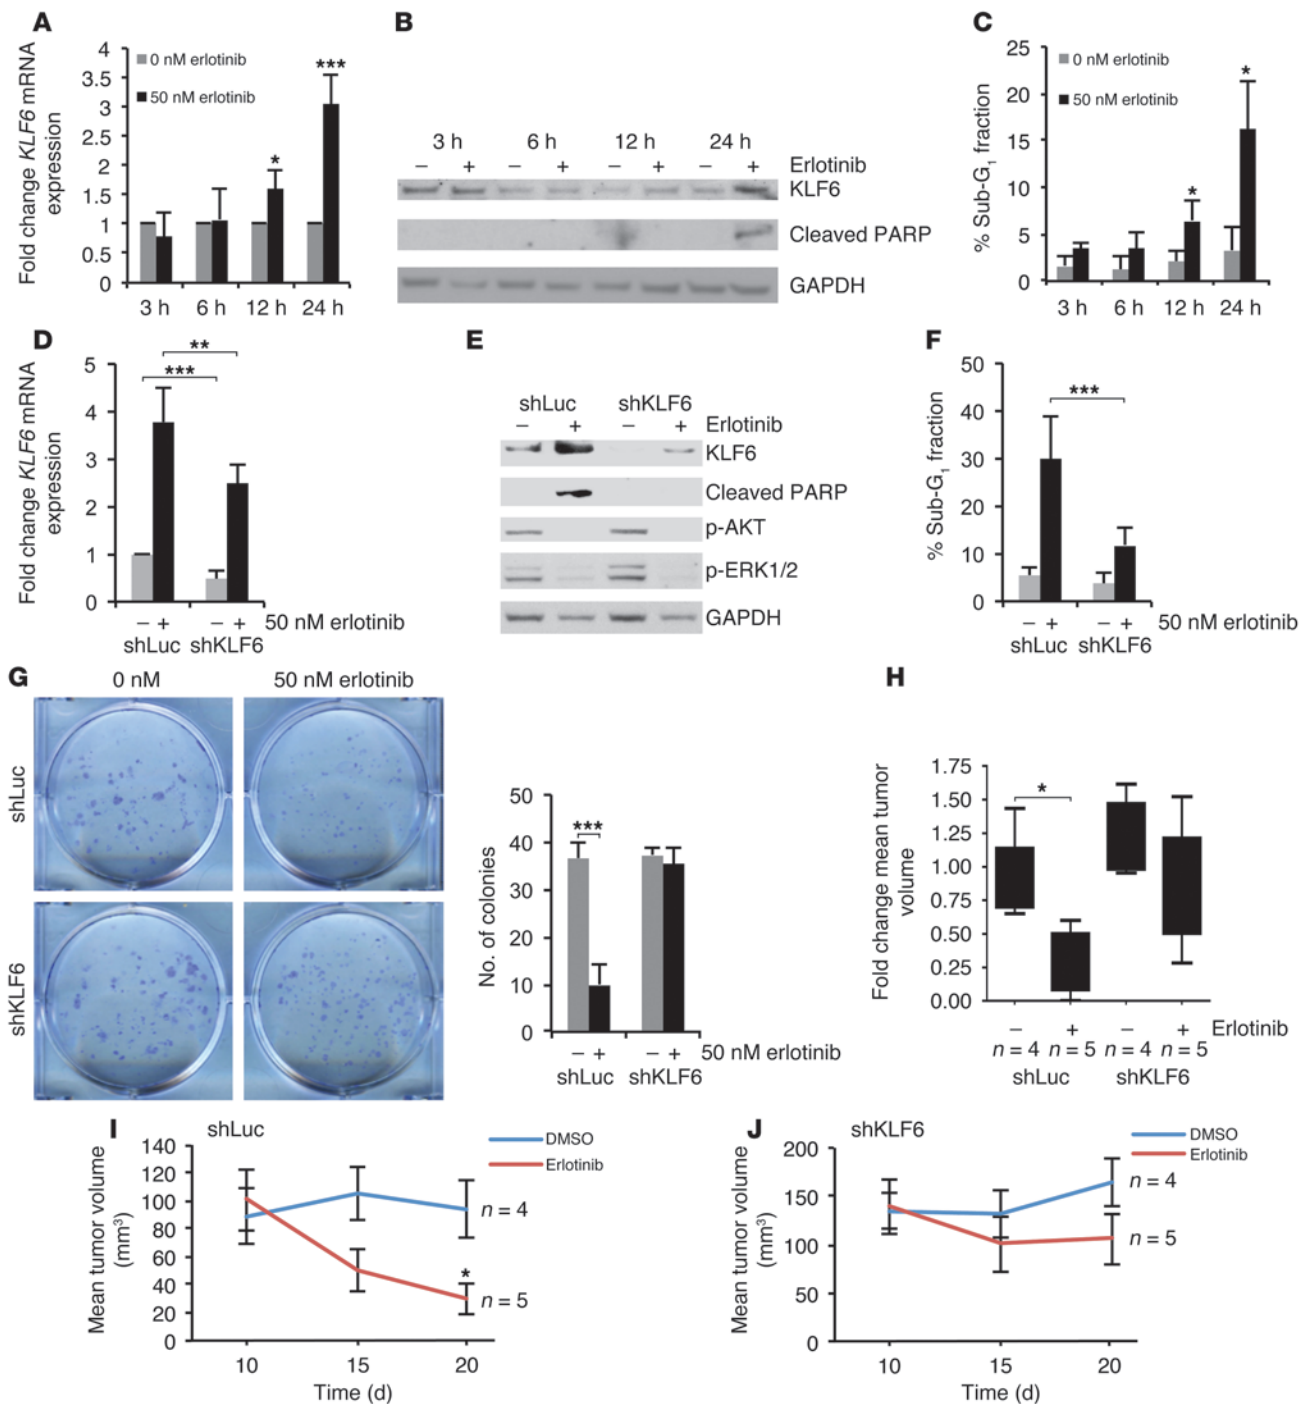 A
Fold change KLF6 mRNA
expression
4
3.5
3
2.5
2
1.5
1
0.5
0
0 nM erlotinib
50 nM erlotinib
*
***
3 h 6 h 12 h 24 h
B
3 h 6 h 12 h 24 h
– + – + – + – + Erlotinib
KLF6
Cleaved PARP
GAPDH
C
% Sub-G1 fraction
25
20
15
10
5
0
0 nM erlotinib
50 nM erlotinib
*
*
3 h 6 h 12 h 24 h
D
Fold change KLF6 mRNA
expression
5
4
3
2
1
0
**
***
– + – + 50 nM erlotinib
shLuc shKLF6
E
shLuc shKLF6
– + – + Erlotinib
KLF6
Cleaved PARP
p-AKT
p-ERK1/2
GAPDH
F
% Sub-G1 fraction
50
40
30
20
10
0
***
– + – + 50 nM erlotinib
shLuc shKLF6
G
0 nM 50 nM erlotinib
shLuc
shKLF6
No. of colonies
50
40
30
20
10
0
***
– + – + 50 nM erlotinib
shLuc shKLF6
H
Fold change mean tumor
volume
1.75
1.50
1.25
1.00
0.75
0.50
0.25
0.00
*
– + – + Erlotinib
n = 4 n = 5 n = 4 n = 5
shLuc shKLF6
I
shLuc
Mean tumor volume
(mm3)
140
120
100
80
60
40
20
0
DMSO
Erlotinib
n = 4
*
n = 5
10 15 20
Time (d)
J
shKLF6
Mean tumor volume
(mm3)
200
150
100
50
0
DMSO
Erlotinib
n = 4
n = 5
10 15 20
Time (d)